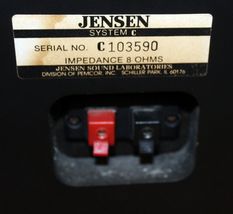 JENSEN
SYSTEM C
SERIAL NO. C 103590
IMPEDANCE 8 OHMS
JENSEN SOUND LABORATORIES
DIVISION OF PEMCOR, INC. SCHILLER PARK, IL 60176